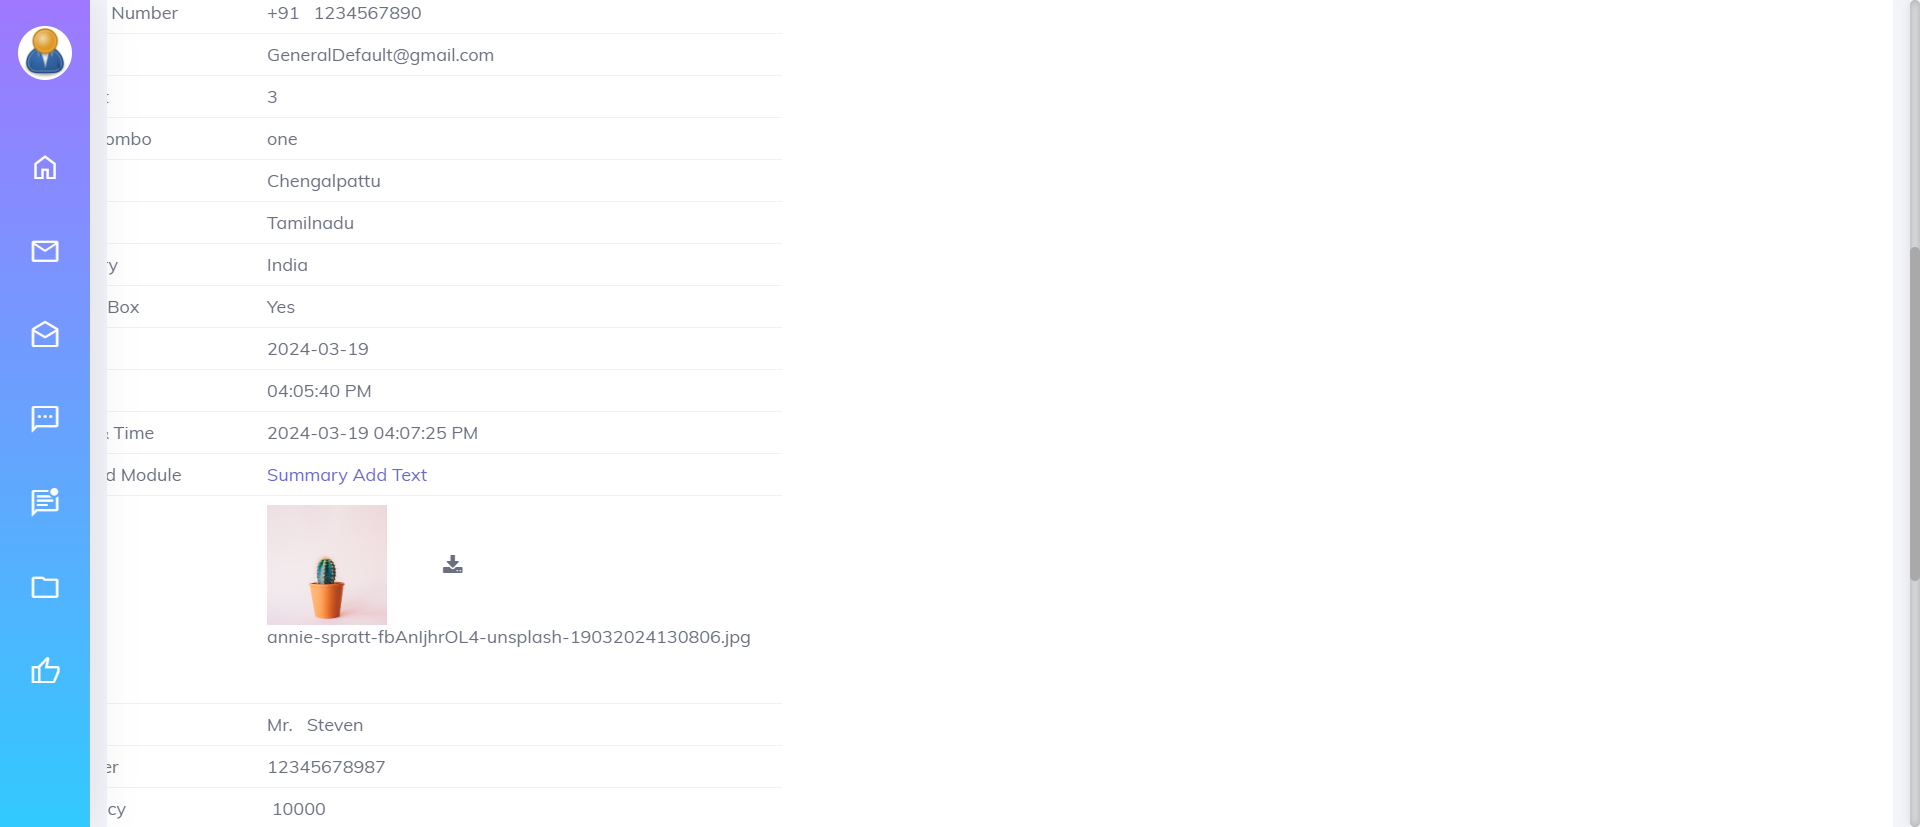 Number +91 1234567890
GeneralDefault@gmail.com
3
ombo one
Chengalpattu
Tamilnadu
y India
Box Yes
2024-03-19
04:05:40 PM
Time 2024-03-19 04:07:25 PM
d Module Summary Add Text
annie-spratt-fbAnIjhrOL4-unsplash-19032024130806.jpg
Mr. Steven
er 12345678987
cy 10000